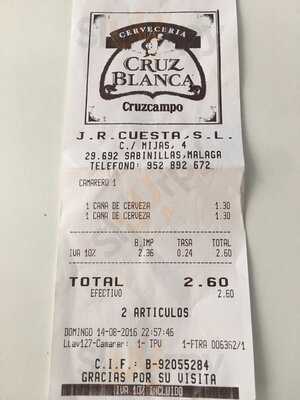 CERVECERIA
CRUZ
BLANCA
Cruzcampo
J.R.CUESTA,S.L.
C./ MIJAS, 4
29.692 SABINILLAS,MALAGA
TELEFONO: 952 892 672
CAMARERO 1
1 CANA DE CERVEZA 1.30
1 CANA DE CERVEZA 1.30
B.IMP TASA TOTAL
IVA 10% 2.36 0.24 2.60
TOTAL 2.60
EFECTIVO 2.60
2 ARTICULOS
DOMINGO 14-08-2016 22:57:46
Llav127-Camarer: 1- TPV 1-FTRA D06362/1
C.I.F.: B-92055284
GRACIAS POR SU VISITA
IVA 10% INCLUIDO